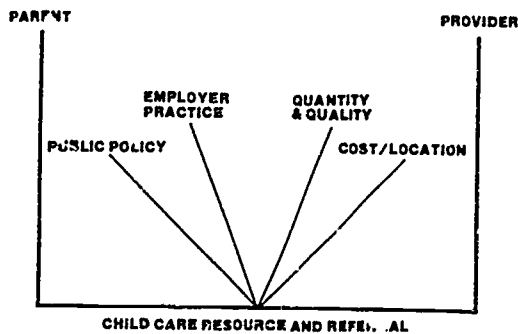 PARENT
PROVIDER
EMPLOYER
PRACTICE
QUANTITY
& QUALITY
PUBLIC POLICY
COST/LOCATION
CHILD CARE RESOURCE AND